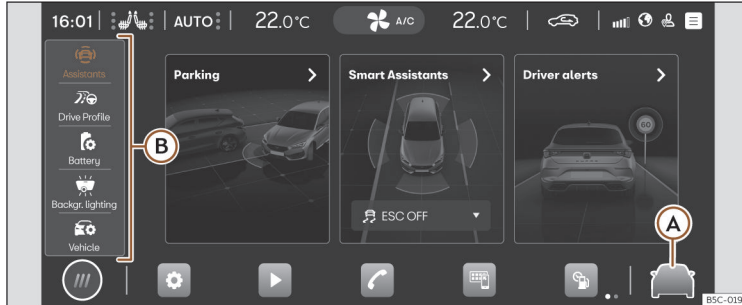 16:01 AUTO 22.0°C A/C 22.0°C
Assistants
Drive Profile
Battery
Backgr. lighting
Vehicle
B
Parking
Smart Assistants
Driver alerts
60
ESC OFF
A
B5C-019